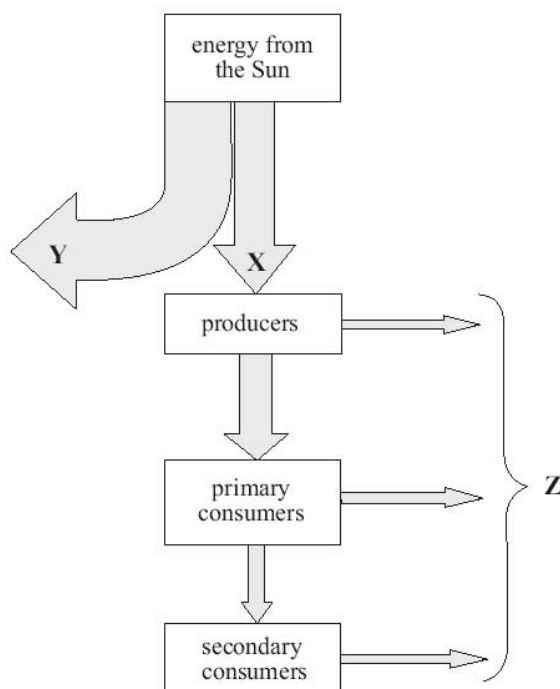 energy from
the Sun
Y
X
producers
primary
consumers
Z
secondary
consumers